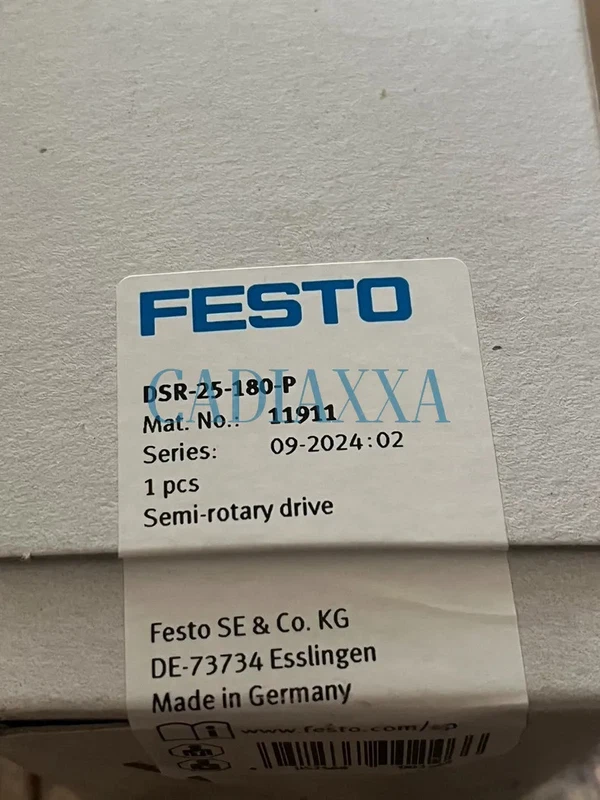 FESTO
DSR-25-180-P
CADIAXXA
Mat. No.: 11911
Series: 09-2024:02
1 pcs
Semi-rotary drive
Festo SE & Co. KG
DE-73734 Esslingen
Made in Germany
www.festo.com/sp